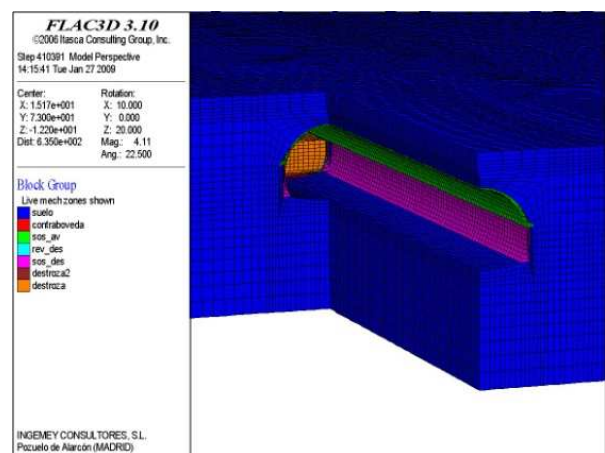 FLAC3D 3.10
©2006 Itasca Consulting Group, Inc.
Step 410391 Model Perspective
14:15:41 Tue Jan 27 2009
Center: Rotation:
X: 1.517e+001 X: 10.000
Y: 7.300e+001 Y: 0.000
Z: -1.220e+001 Z: 20.000
Dist: 6.350e+002 Mag.: 4.11
Ang.: 22.500
Block Group
Live mech zones shown
suelo
contraboveda
sos_av
rev_des
sos_des
destroza2
destroza
INGEMEY CONSULTORES, S.L.
Pozuelo de Alarcón (MADRID)